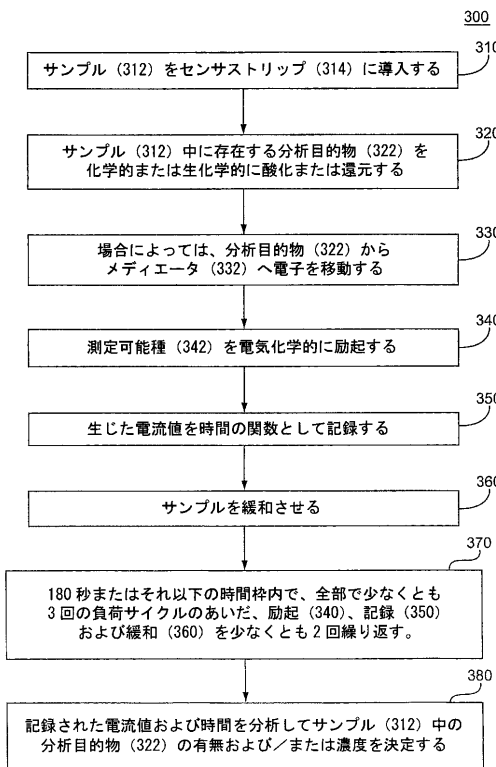 300
310
サンプル（312）をセンサストリップ（314）に導入する
320
サンプル（312）中に存在する分析目的物（322）を
化学的または生化学的に酸化または還元する
330
場合によっては、分析目的物（322）から
メディエータ（332）へ電子を移動する
340
測定可能種（342）を電気化学的に励起する
350
生じた電流値を時間の関数として記録する
360
サンプルを緩和させる
370
180秒またはそれ以下の時間枠内で、全部で少なくとも
3回の負荷サイクルのあいだ、励起（340）、記録（350）
および緩和（360）を少なくとも2回繰り返す。
380
記録された電流値および時間を分析してサンプル（312）中の
分析目的物（322）の有無および／または濃度を決定する